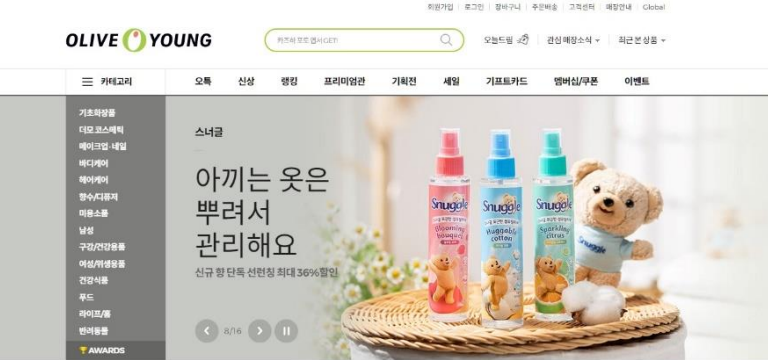 회원가입 로그인 장바구니 주문배송 고객센터 매장안내 Global
OLIVE YOUNG
오늘드림 관심 매장소식 최근 본 상품
카테고리 오특 신상 랭킹 프리미엄관 기획전 세일 기프트카드 멤버십/쿠폰 이벤트
기초화장품
더모 코스메틱
메이크업·네일
바디케어
헤어케어
향수/디퓨저
미용소품
남성
구강/건강용품
여성/위생용품
건강식품
푸드
라이프/홈
반려동물
AWARDS
스너글
아끼는 옷은
뿌려서
관리해요
신규 향 단독 선런칭 최대 36%할인
8/16
Snuggle
Blooming
bouquet
Snuggle
Huggable
cotton
Snuggle
Sparkling
citrus
Snuggle